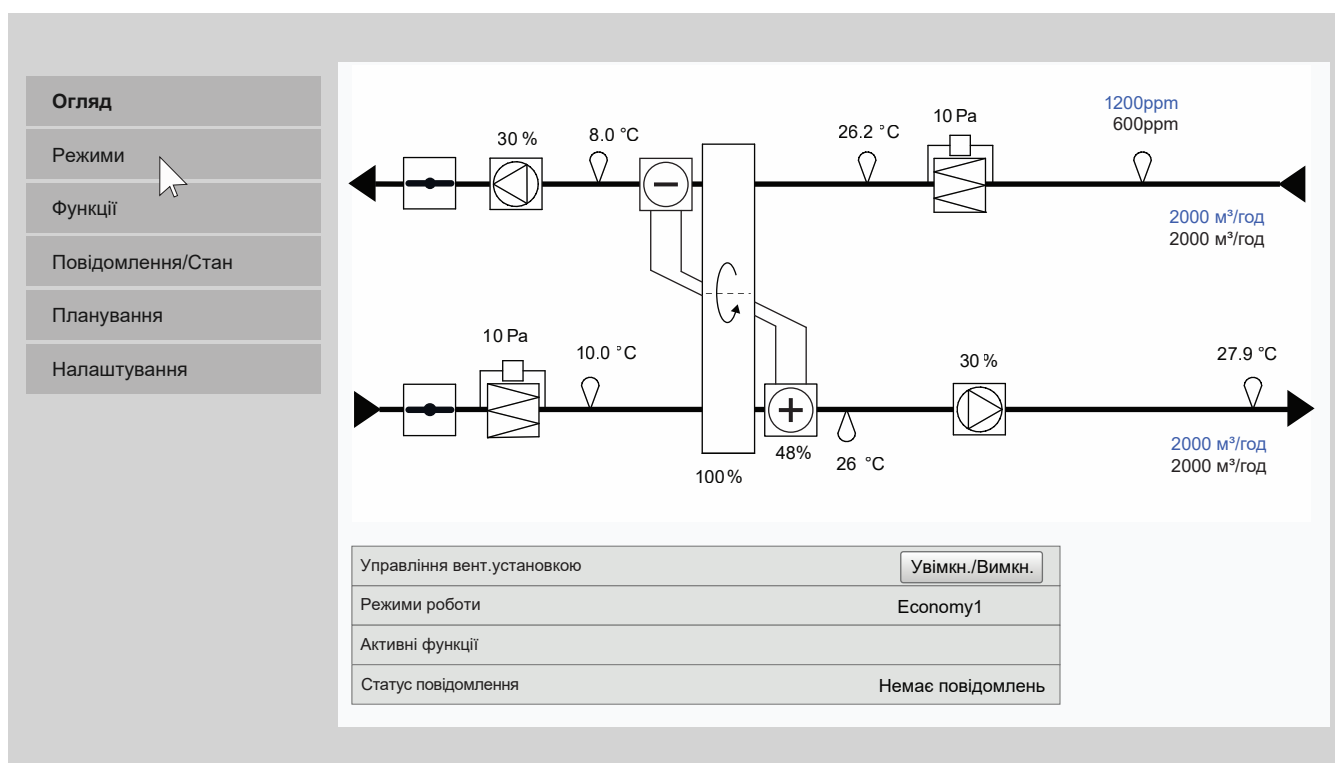 Огляд
Режими
Функції
Повідомлення/Стан
Планування
Налаштування
30 %
8.0 °C
26.2 °C
10 Pa
1200ppm
600ppm
2000 м³/год
2000 м³/год
10 Pa
10.0 °C
30 %
27.9 °C
48%
26 °C
100%
2000 м³/год
2000 м³/год
Управління вент.установкою Увімкн./Вимкн.
Режими роботи Economy1
Активні функції
Статус повідомлення Немає повідомлень